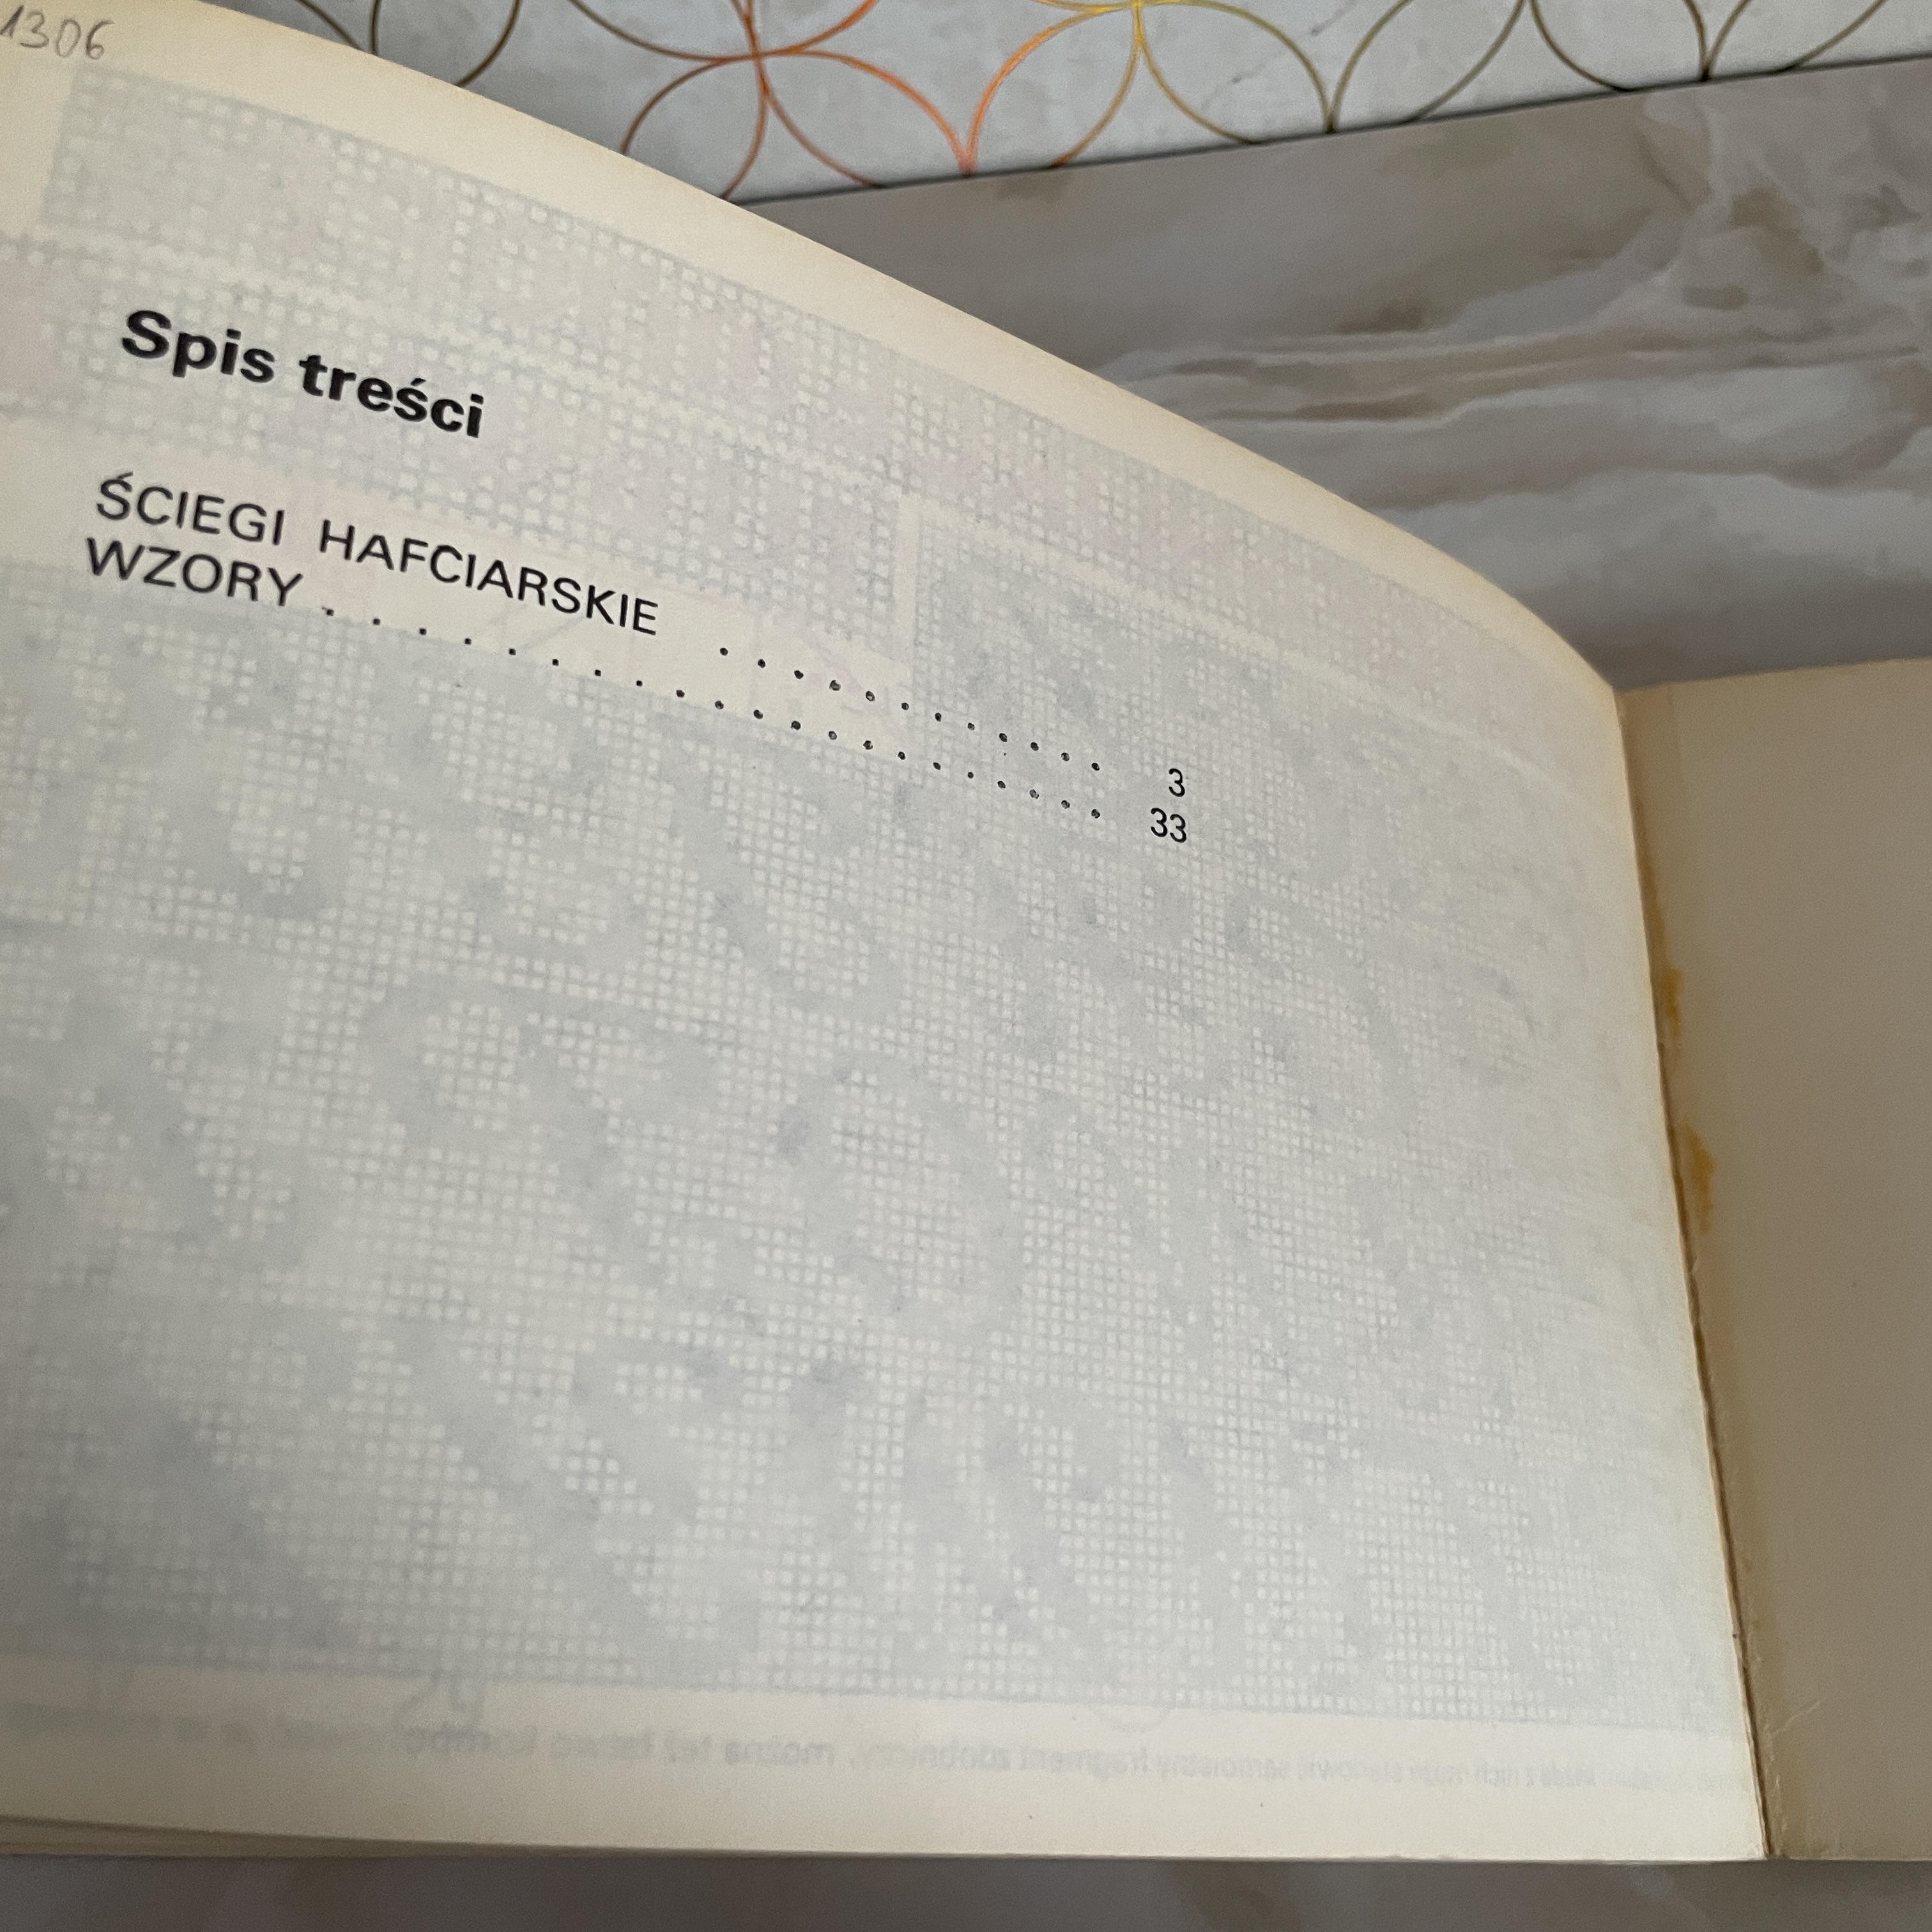 1306
Spis treści
ŚCIEGI HAFCIARSKIE . . . . . . . . . . . . 3
WZORY . . . . . . . . . . . . . . . . . . . . 33